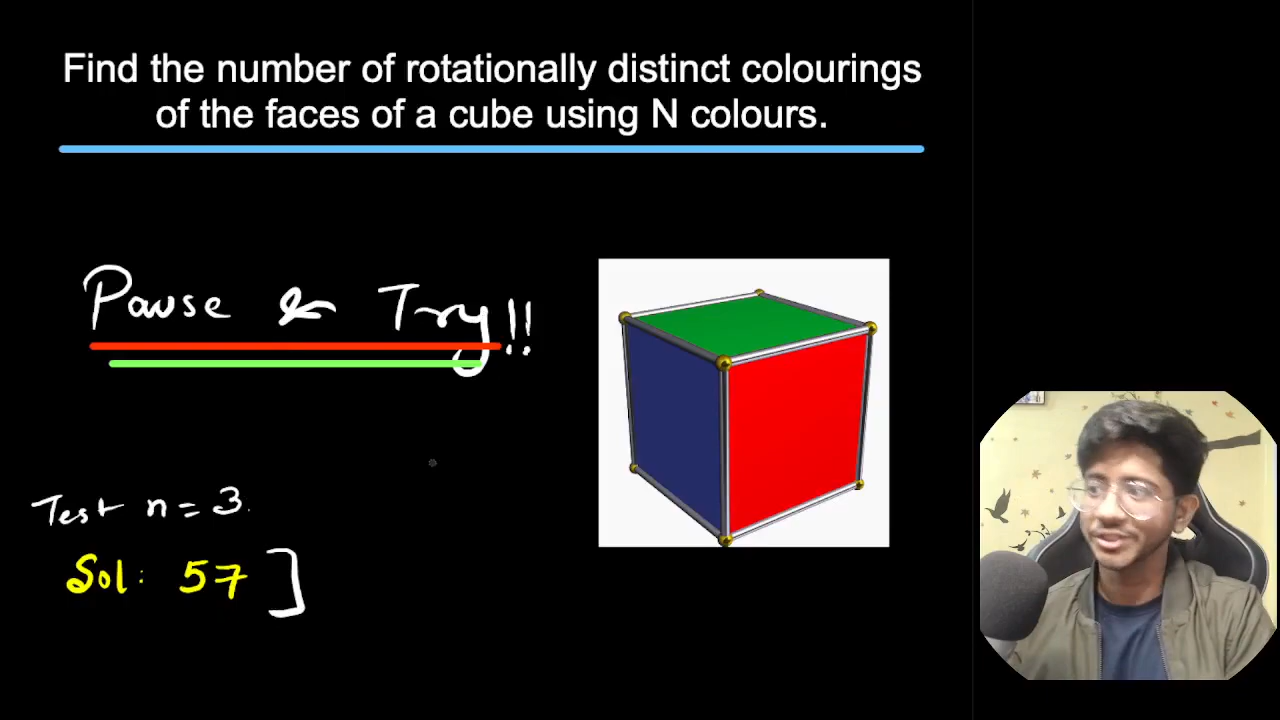 Find the number of rotationally distinct colourings
of the faces of a cube using N colours.
Pause & Try!!
Test n = 3.
Sol: 57 ]